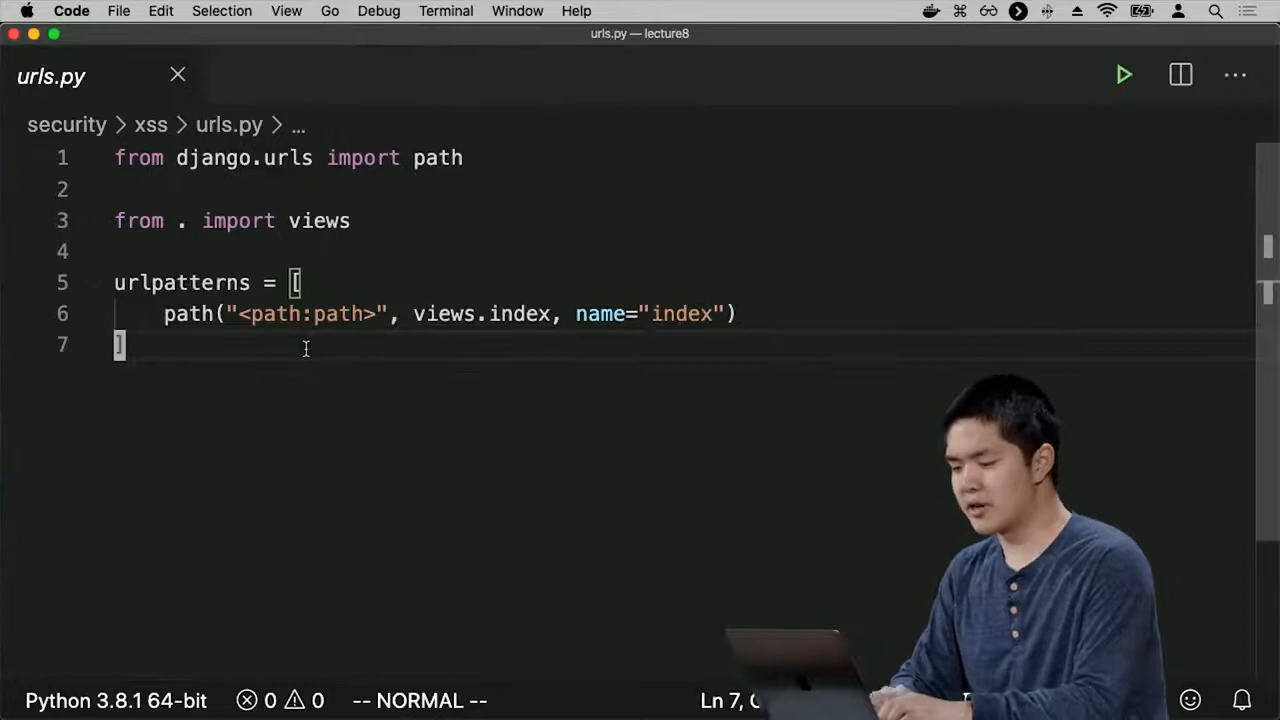 Code File Edit Selection View Go Debug Terminal Window Help
urls.py — lecture8
urls.py
security > xss > urls.py > ...
1 from django.urls import path
2
3 from . import views
4
5 urlpatterns = [
6 path("<path:path>", views.index, name="index")
7 ]
Python 3.8.1 64-bit 0 0 -- NORMAL -- Ln 7,